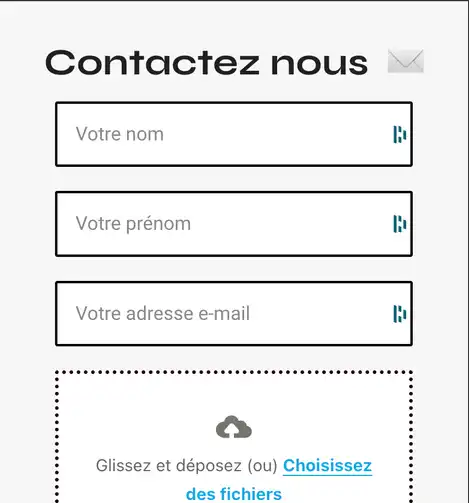 Contactez nous
Votre nom
Votre prénom
Votre adresse e-mail
Glissez et déposez (ou) Choisissez
des fichiers